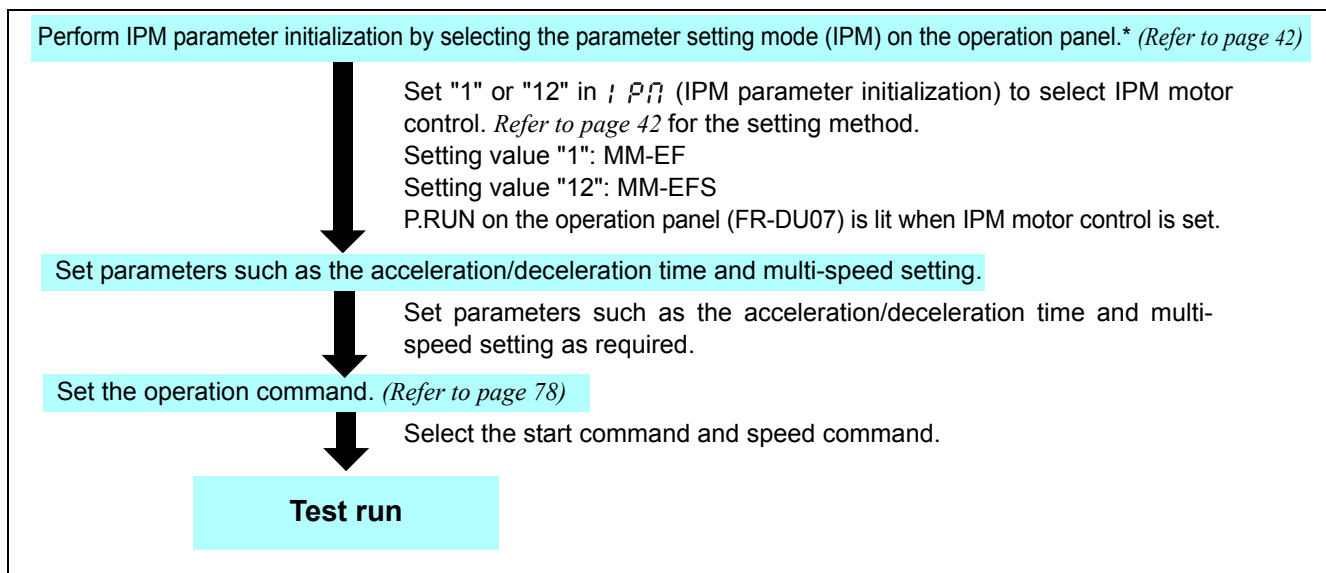 Perform IPM parameter initialization by selecting the parameter setting mode (IPM) on the operation panel.* (Refer to page 42)
Set "1" or "12" in IPM (IPM parameter initialization) to select IPM motor
control. Refer to page 42 for the setting method.
Setting value "1": MM-EF
Setting value "12": MM-EFS
P.RUN on the operation panel (FR-DU07) is lit when IPM motor control is set.
Set parameters such as the acceleration/deceleration time and multi-speed setting.
Set parameters such as the acceleration/deceleration time and multi-
speed setting as required.
Set the operation command. (Refer to page 78)
Select the start command and speed command.
Test run